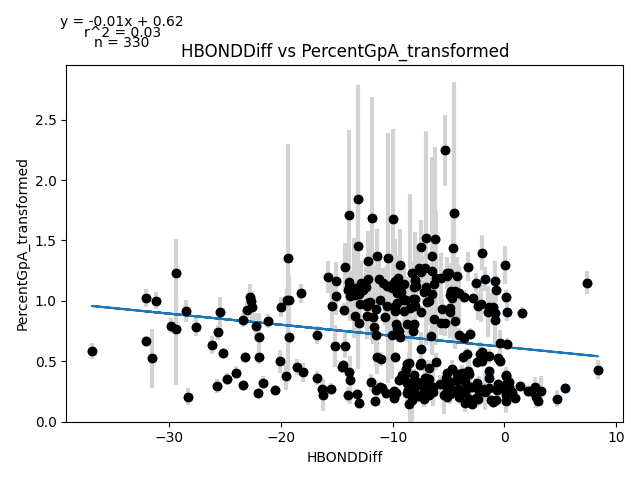 y = -0.01x + 0.62
r^2 = 0.03
n = 330
HBONDDiff vs PercentGpA_transformed
PercentGpA_transformed
2.5
2.0
1.5
1.0
0.5
0.0
−30
−20
−10
0
10
HBONDDiff